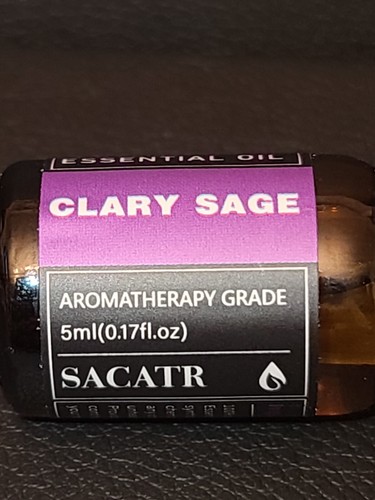 ESSENTIAL OIL
CLARY SAGE
AROMATHERAPY GRADE
5ml(0.17fl.oz)
SACATR